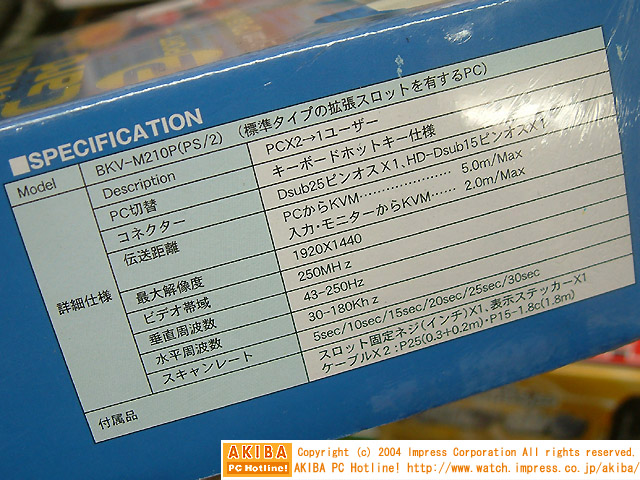 ■SPECIFICATION
Model BKV-M210P(PS/2) (標準タイプの拡張スロットを有するPC)
詳細仕様
Description PCX2→1ユーザー
PC切替 キーボードホットキー仕様
コネクター Dsub25ピンオスX1、HD-Dsub15ピンオスX1
伝送距離 PCからKVM………………… 5.0m/Max
入力・モニターからKVM…… 2.0m/Max
最大解像度 1920X1440
ビデオ帯域 250MHz
垂直周波数 43-250Hz
水平周波数 30-180Khz
スキャンレート 5sec/10sec/15sec/20sec/25sec/30sec
付属品 スロット固定ネジ(インチ)X1、表示ステッカーX1
ケーブルX2:P25(0.3+0.2m)・P15-1.8c(1.8m)
AKIBA
PC Hotline!
Copyright (c) 2004 Impress Corporation All rights reserved.
AKIBA PC Hotline! http://www.watch.impress.co.jp/akiba/